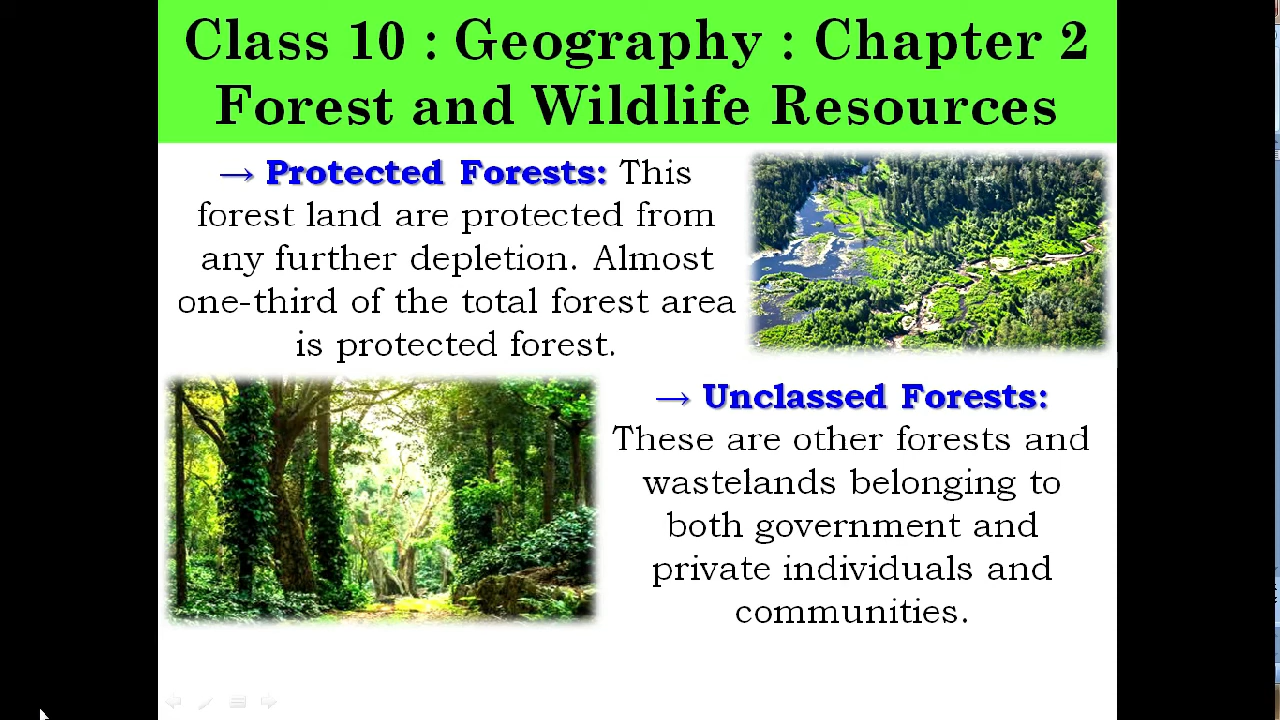 Class 10 : Geography : Chapter 2
Forest and Wildlife Resources
→ Protected Forests: This
forest land are protected from
any further depletion. Almost
one-third of the total forest area
is protected forest.
→ Unclassed Forests:
These are other forests and
wastelands belonging to
both government and
private individuals and
communities.